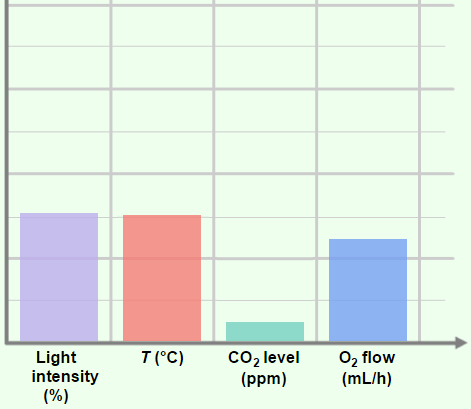 Light
intensity
(%)
T (°C)
CO₂ level
(ppm)
O₂ flow
(mL/h)